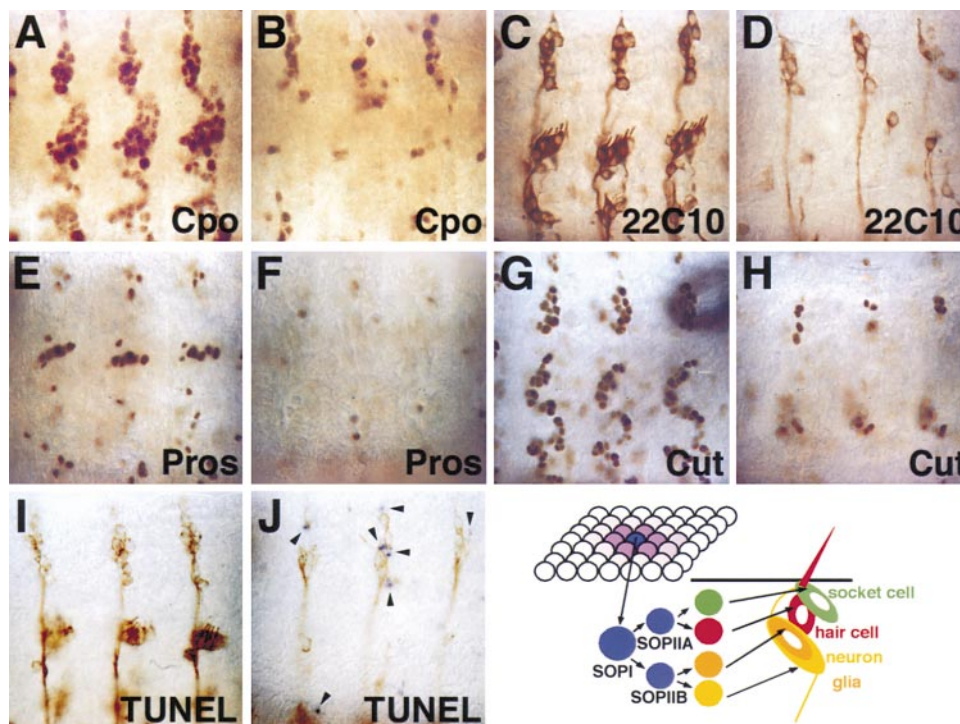 A
B
C
D
Cpo
Cpo
22C10
22C10
E
F
G
H
Pros
Pros
Cut
Cut
I
J
TUNEL
TUNEL
socket cell
SOPIIA
hair cell
SOPI
neuron
SOPIIB
glia